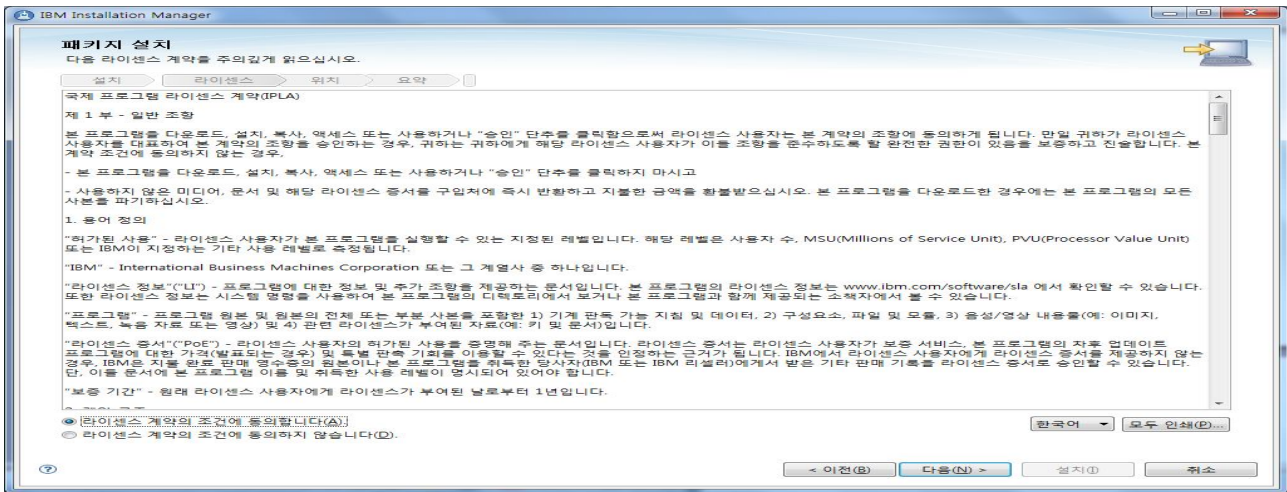 IBM Installation Manager
패키지 설치
다음 라이센스 계약를 주의깊게 읽으십시오.
설치 라이센스 위치 요약
국제 프로그램 라이센스 계약(IPLA)
제 1 부 - 일반 조항
본 프로그램을 다운로드, 설치, 복사, 액세스 또는 사용하거나 "승인" 단추를 클릭함으로써 라이센스 사용자는 본 계약의 조항에 동의하게 됩니다. 만일 귀하가 라이센스
사용자를 대표하여 본 계약의 조항을 승인하는 경우, 귀하는 귀하에게 해당 라이센스 사용자가 이들 조항을 준수하도록 할 완전한 권한이 있음을 보증하고 진술합니다. 본
계약 조건에 동의하지 않는 경우,
- 본 프로그램을 다운로드, 설치, 복사, 액세스 또는 사용하거나 "승인" 단추를 클릭하지 마시고
- 사용하지 않은 미디어, 문서 및 해당 라이센스 증서를 구입처에 즉시 반환하고 지불한 금액을 환불받으십시오. 본 프로그램을 다운로드한 경우에는 본 프로그램의 모든
사본을 파기하십시오.
1. 용어 정의
"허가된 사용" - 라이센스 사용자가 본 프로그램을 실행할 수 있는 지정된 레벨입니다. 해당 레벨은 사용자 수, MSU(Millions of Service Unit), PVU(Processor Value Unit)
또는 IBM이 지정하는 기타 사용 레벨로 측정됩니다.
"IBM" - International Business Machines Corporation 또는 그 계열사 중 하나입니다.
"라이센스 정보"("LI") - 프로그램에 대한 정보 및 추가 조항을 제공하는 문서입니다. 본 프로그램의 라이센스 정보는 www.ibm.com/software/sla 에서 확인할 수 있습니다.
또한 라이센스 정보는 시스템 명령을 사용하여 본 프로그램의 디렉토리에서 보거나 본 프로그램과 함께 제공되는 소책자에서 볼 수 있습니다.
"프로그램" - 프로그램 원본 및 원본의 전체 또는 부분 사본을 포함한 1) 기계 판독 가능 지침 및 데이터, 2) 구성요소, 파일 및 모듈, 3) 음성/영상 내용물(예: 이미지,
텍스트, 녹음 자료 또는 영상) 및 4) 관련 라이센스가 부여된 자료(예: 키 및 문서)입니다.
"라이센스 증서"("PoE") - 라이센스 사용자의 허가된 사용을 증명해 주는 문서입니다. 라이센스 증서는 라이센스 사용자가 보증 서비스, 본 프로그램의 차후 업데이트
프로그램에 대한 가격(발표되는 경우) 및 특별 판촉 기회를 이용할 수 있다는 것을 인정하는 근거가 됩니다. IBM에서 라이센스 사용자에게 라이센스 증서를 제공하지 않는
경우, IBM은 지불 완료 판매 영수증의 원본이나 본 프로그램을 취득한 당사자(IBM 또는 IBM 리셀러)에게서 받은 기타 판매 기록를 라이센스 증서로 승인할 수 있습니다.
단, 이들 문서에 본 프로그램 이름 및 취득한 사용 레벨이 명시되어 있어야 합니다.
"보증 기간" - 원래 라이센스 사용자에게 라이센스가 부여된 날로부터 1년입니다.
라이센스 계약의 조건에 동의합니다(A).
한국어 모두 인쇄(P)...
라이센스 계약의 조건에 동의하지 않습니다(D).
< 이전(B) 다음(N) > 설치(I) 취소